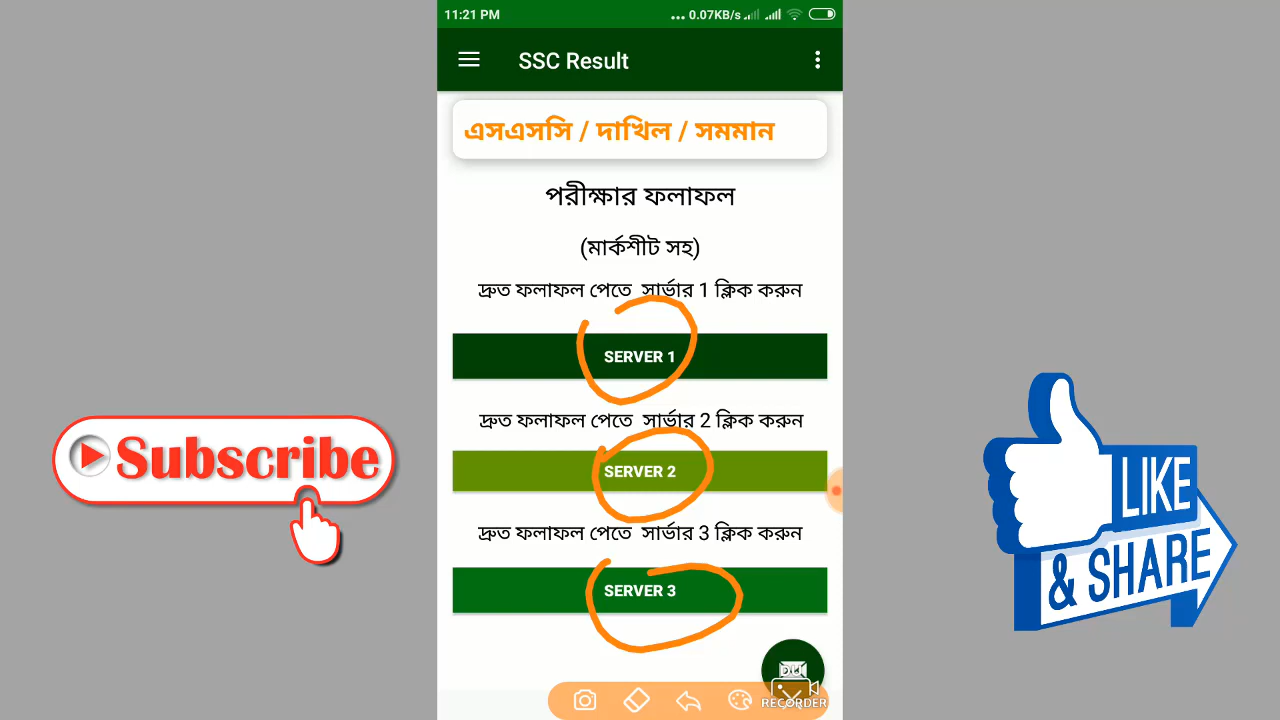 11:21 PM ... 0.07KB/s
SSC Result
এসএসসি / দাখিল / সমমান
পরীক্ষার ফলাফল
(মার্কশীট সহ)
দ্রুত ফলাফল পেতে সার্ভার 1 ক্লিক করুন
SERVER 1
দ্রুত ফলাফল পেতে সার্ভার 2 ক্লিক করুন
SERVER 2
দ্রুত ফলাফল পেতে সার্ভার 3 ক্লিক করুন
SERVER 3
Subscribe
LIKE
& SHARE
DU
RECORDER